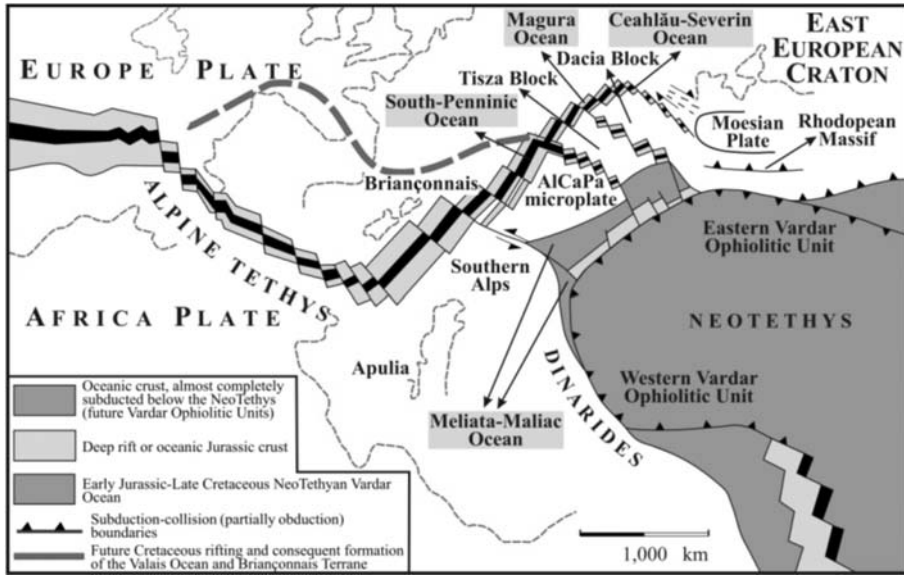 Magura
Ocean
Ceahlău-Severin
Ocean
EAST
EUROPEAN
CRATON
EUROPE PLATE
Dacia Block
Tisza Block
South-Penninic
Ocean
Moesian
Plate
Rhodopean
Massif
Briançonnais
AlCaPa
microplate
ALPINE TETHYS
Eastern Vardar
Ophiolitic Unit
Southern
Alps
AFRICA PLATE
NEOTETHYS
Apulia
DINARIDES
Western Vardar
Ophiolitic Unit
Meliata-Maliac
Ocean
Oceanic crust, almost completely
subducted below the NeoTethys
(future Vardar Ophiolitic Units)
Deep rift or oceanic Jurassic crust
Early Jurassic-Late Cretaceous NeoTethyan Vardar
Ocean
Subduction-collision (partially obduction)
boundaries
Future Cretaceous rifting and consequent formation
of the Valais Ocean and Briançonnais Terrane
1,000 km